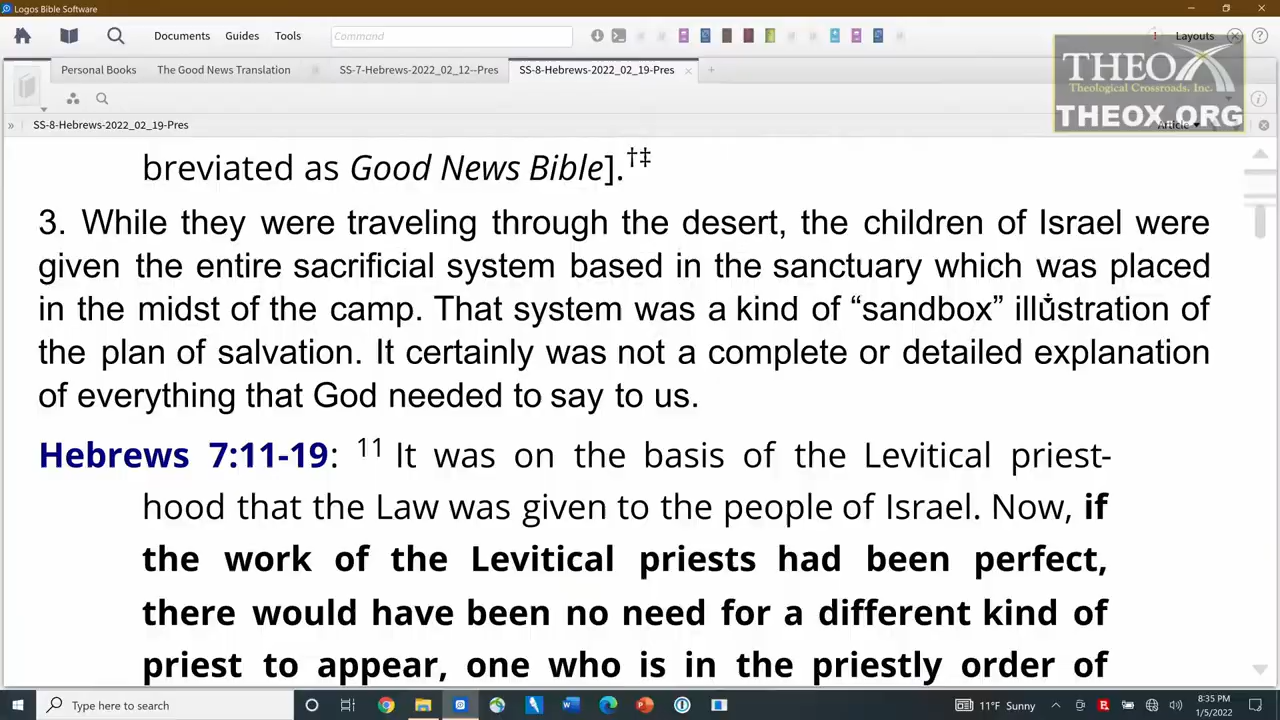 Logos Bible Software
Documents Guides Tools Command Layouts
Personal Books The Good News Translation SS-7-Hebrews-2022_02_12--Pres SS-8-Hebrews-2022_02_19-Pres
THEOX
Theological Crossroads, Inc.
THEOX.ORG
SS-8-Hebrews-2022_02_19-Pres Article
breviated as Good News Bible].†‡
3. While they were traveling through the desert, the children of Israel were
given the entire sacrificial system based in the sanctuary which was placed
in the midst of the camp. That system was a kind of “sandbox” illustration of
the plan of salvation. It certainly was not a complete or detailed explanation
of everything that God needed to say to us.
Hebrews 7:11-19: 11 It was on the basis of the Levitical priest-
hood that the Law was given to the people of Israel. Now, if
the work of the Levitical priests had been perfect,
there would have been no need for a different kind of
priest to appear, one who is in the priestly order of
Type here to search
11°F Sunny
8:35 PM
1/5/2022